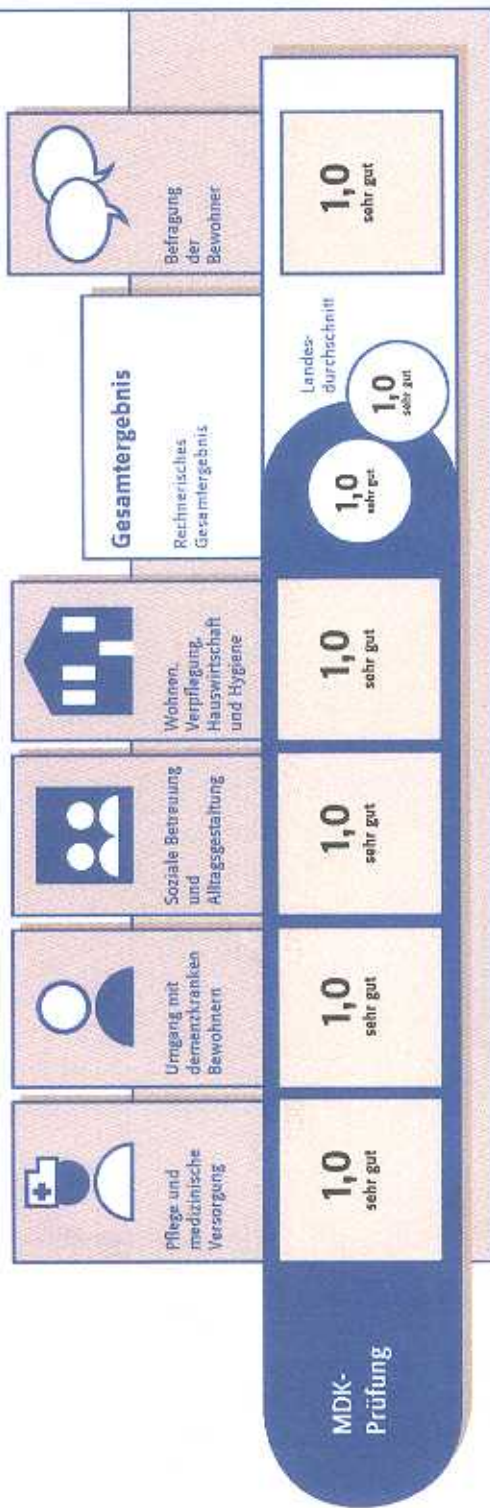 Pflege und
medizinische
Versorgung
Umgang mit
demenzkranken
Bewohnern
Soziale Betreuung
und
Alltagsgestaltung
Wohnen,
Verpflegung,
Hauswirtschaft
und Hygiene
Gesamtergebnis
Rechnerisches
Gesamtergebnis
Befragung
der
Bewohner
MDK-
Prüfung
1,0
sehr gut
1,0
sehr gut
1,0
sehr gut
1,0
sehr gut
1,0
sehr gut
Landes-
durchschnitt
1,0
sehr gut
1,0
sehr gut